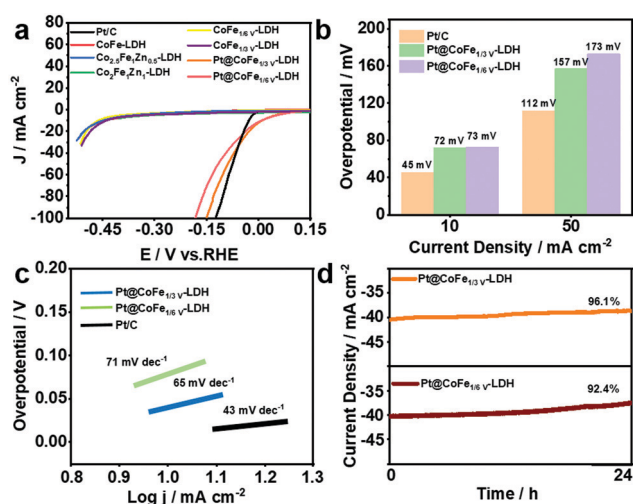 a
Pt/C
CoFe-LDH
Co2.5Fe1Zn0.5-LDH
Co2Fe1Zn1-LDH
CoFe1/6 V-LDH
CoFe1/3 V-LDH
Pt@CoFe1/3 V-LDH
Pt@CoFe1/6 V-LDH
J / mA cm-2
0
-20
-40
-60
-80
-100
-0.45
-0.30
-0.15
0.00
0.15
E / V vs.RHE
b
Pt/C
Pt@CoFe1/3 V-LDH
Pt@CoFe1/6 V-LDH
Overpotential / mV
200
160
120
80
40
0
45 mV
72 mV
73 mV
112 mV
157 mV
173 mV
10
50
Current Density / mA cm-2
c
Pt@CoFe1/3 V-LDH
Pt@CoFe1/6 V-LDH
Pt/C
Overpotential / V
0.20
0.15
0.10
0.05
0.00
71 mV dec-1
65 mV dec-1
43 mV dec-1
0.8
0.9
1.0
1.1
1.2
1.3
Log j / mA cm-2
d
Pt@CoFe1/3 V-LDH
96.1%
Pt@CoFe1/6 V-LDH
92.4%
Current Density / mA cm-2
-35
-40
-45
-35
-40
-45
0
24
Time / h